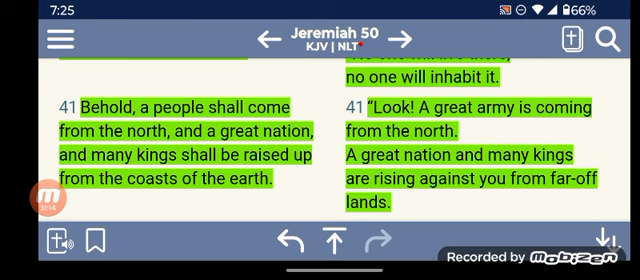 7:25
66%
Jeremiah 50
KJV | NLT
no one will inhabit it.
41 Behold, a people shall come
from the north, and a great nation,
and many kings shall be raised up
from the coasts of the earth.
41 “Look! A great army is coming
from the north.
A great nation and many kings
are rising against you from far-off
lands.
Recorded by MOBIZEN